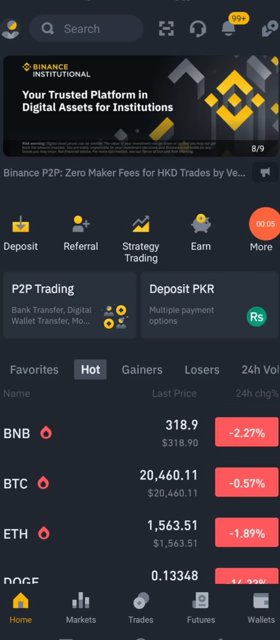 Search
99+
BINANCE
INSTITUTIONAL
Your Trusted Platform in
Digital Assets for Institutions
8/9
Binance P2P: Zero Maker Fees for HKD Trades by Ve...
Deposit
Referral
Strategy
Trading
Earn
00:05
More
P2P Trading
Bank Transfer, Digital
Wallet Transfer, Mo...
Deposit PKR
Multiple payment
options
Rs
Favorites Hot Gainers Losers 24h Vol
Name Last Price 24h chg%
BNB 318.9 -2.27%
$318.90
BTC 20,460.11 -0.57%
$20,460.11
ETH 1,563.51 -1.89%
$1,563.51
DOGE 0.13348
Home Markets Trades Futures Wallets